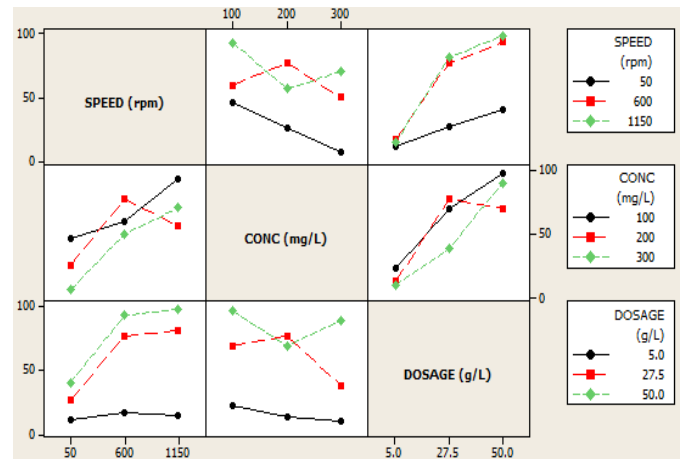 100 200 300
100
50
0
SPEED (rpm)
SPEED
(rpm)
50
600
1150
CONC (mg/L)
100
50
0
CONC
(mg/L)
100
200
300
100
50
0
DOSAGE (g/L)
DOSAGE
g/L)
5.0
27.5
50.0
50 600 1150
5.0 27.5 50.0